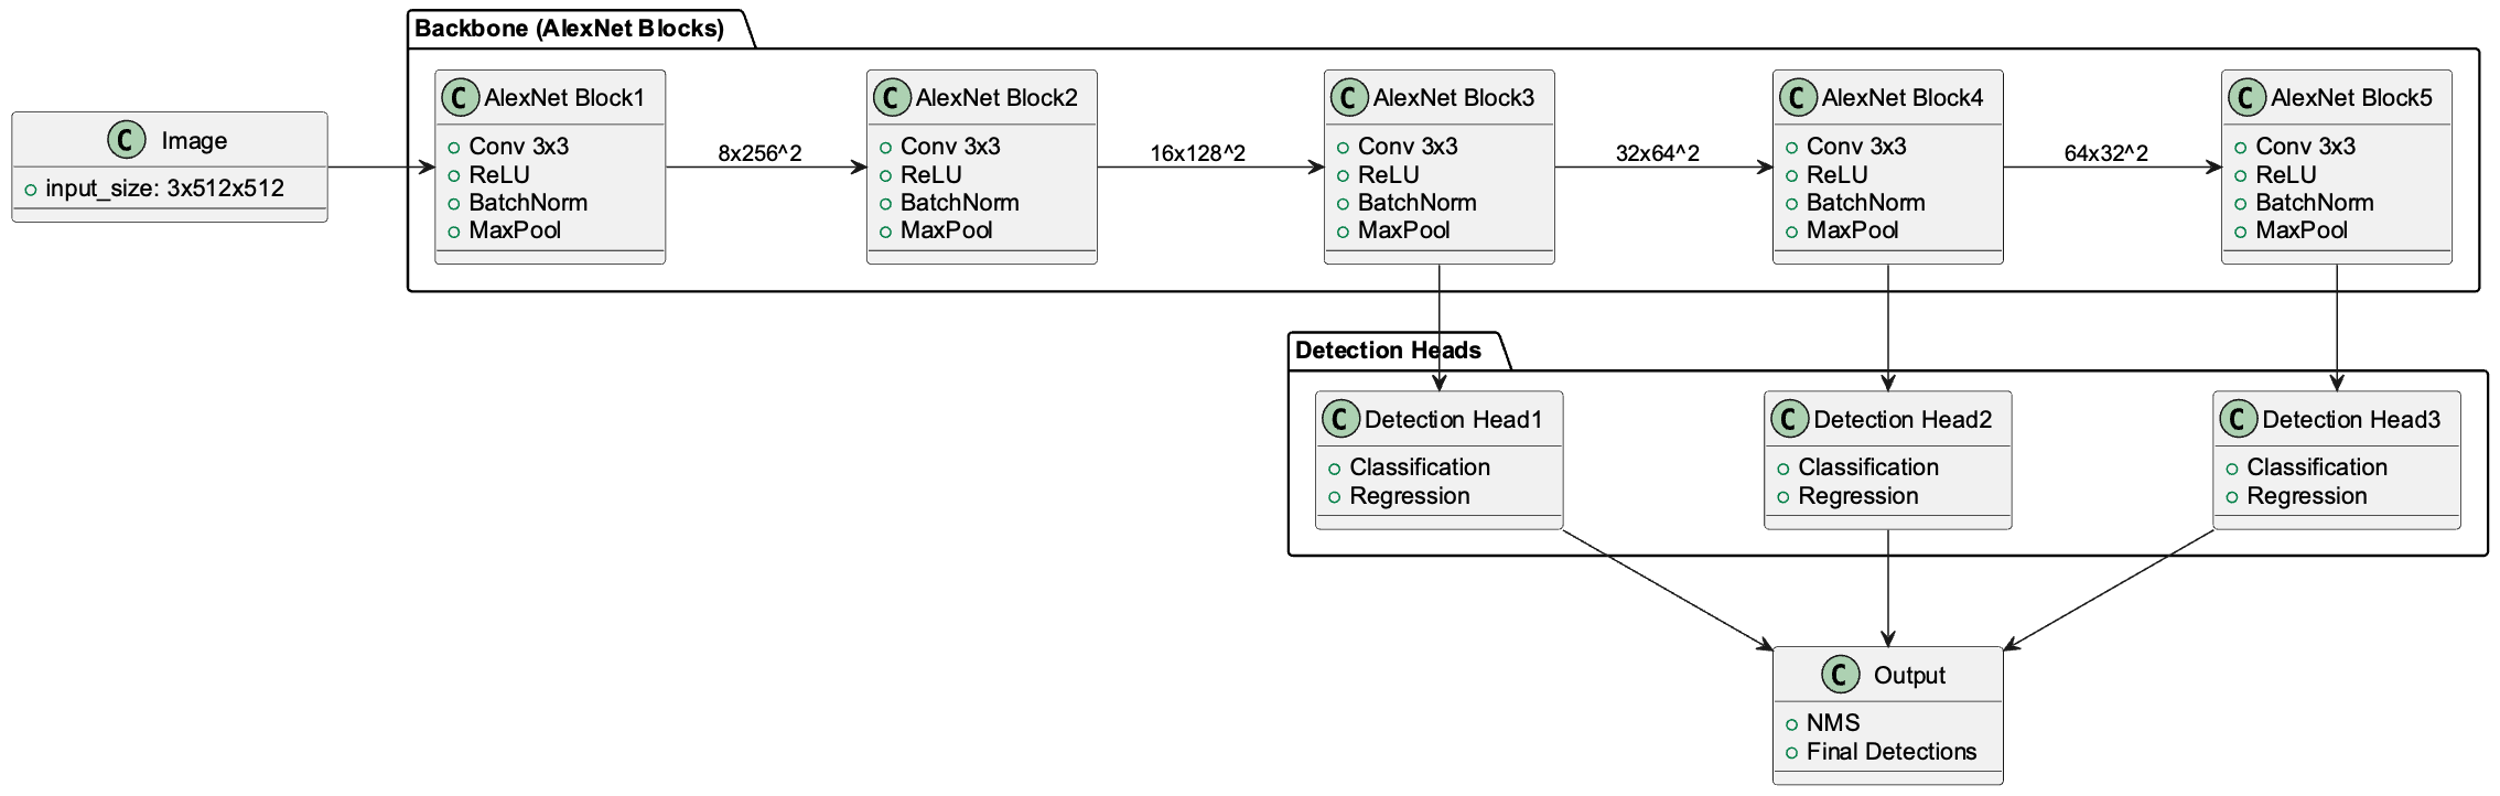 Backbone (AlexNet Blocks)
C Image
input_size: 3x512x512
C AlexNet Block1
Conv 3x3
ReLU
BatchNorm
MaxPool
8x256^2
C AlexNet Block2
Conv 3x3
ReLU
BatchNorm
MaxPool
16x128^2
C AlexNet Block3
Conv 3x3
ReLU
BatchNorm
MaxPool
32x64^2
C AlexNet Block4
Conv 3x3
ReLU
BatchNorm
MaxPool
64x32^2
C AlexNet Block5
Conv 3x3
ReLU
BatchNorm
MaxPool
Detection Heads
C Detection Head1
Classification
Regression
C Detection Head2
Classification
Regression
C Detection Head3
Classification
Regression
C Output
NMS
Final Detections